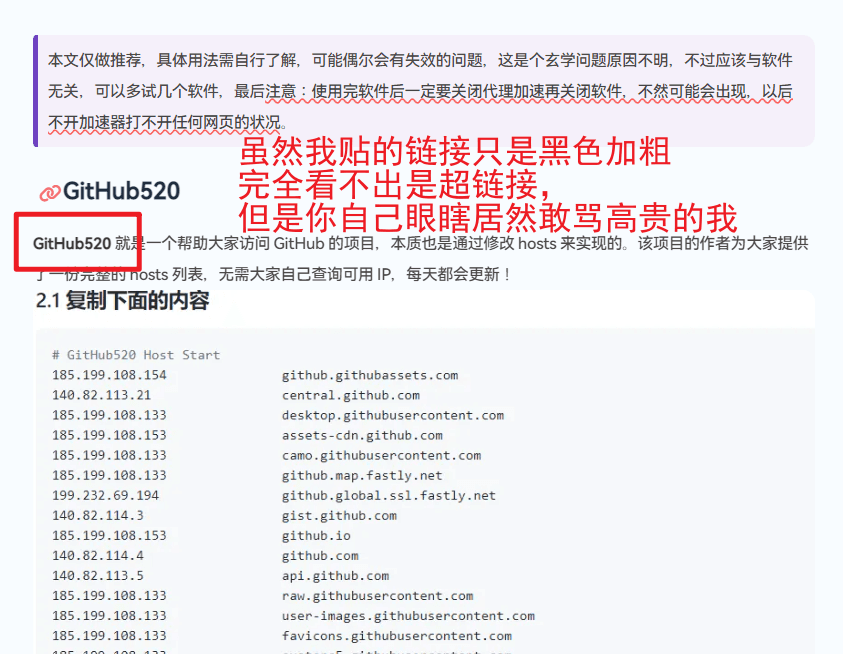 本文仅做推荐，具体用法需自行了解，可能偶尔会有失效的问题，这是个玄学问题原因不明，不过应该与软件
无关，可以多试几个软件，最后注意：使用完软件后一定要关闭代理加速再关闭软件，不然可能会出现，以后
不开加速器打不开任何网页的状况。
虽然我贴的链接只是黑色加粗
GitHub520
完全看不出是超链接，
但是你自己眼瞎居然敢骂高贵的我
GitHub520 就是一个帮助大家访问 GitHub 的项目，本质也是通过修改 hosts 来实现的。该项目的作者为大家提供
了一份完整的 hosts 列表，无需大家自己查询可用 IP，每天都会更新！
2.1 复制下面的内容
# GitHub520 Host Start
185.199.108.154 github.githubassets.com
140.82.113.21 central.github.com
185.199.108.133 desktop.githubusercontent.com
185.199.108.153 assets-cdn.github.com
185.199.108.133 camo.githubusercontent.com
185.199.108.133 github.map.fastly.net
199.232.69.194 github.global.ssl.fastly.net
140.82.114.3 gist.github.com
185.199.108.153 github.io
140.82.114.4 github.com
140.82.113.5 api.github.com
185.199.108.133 raw.githubusercontent.com
185.199.108.133 user-images.githubusercontent.com
185.199.108.133 favicons.githubusercontent.com